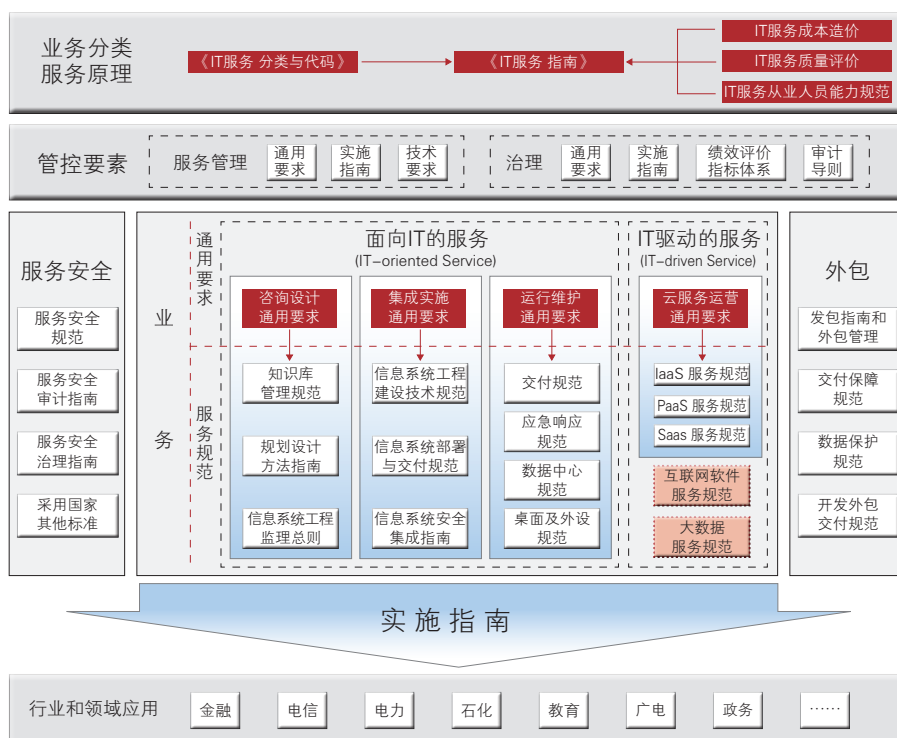 业务分类
服务原理
《IT服务 分类与代码》
《IT服务 指南》
IT服务成本造价
IT服务质量评价
IT服务从业人员能力规范
管控要素
服务管理
通用
要求
实施
指南
技术
要求
治理
通用
要求
实施
指南
绩效评价
指标体系
审计
导则
服务安全
服务安全
规范
服务安全
审计指南
服务安全
治理指南
采用国家
其他标准
业务
通用要求
服务规范
面向IT的服务
(IT-oriented Service)
咨询设计
通用要求
知识库
管理规范
规划设计
方法指南
信息系统工程
监理总则
集成实施
通用要求
信息系统工程
建设技术规范
信息系统部署
与交付规范
信息系统安全
集成指南
运行维护
通用要求
交付规范
应急响应
规范
数据中心
规范
桌面及外设
规范
IT驱动的服务
(IT-driven Service)
云服务运营
通用要求
IaaS 服务规范
PaaS 服务规范
Saas 服务规范
互联网软件
服务规范
大数据
服务规范
外包
发包指南和
外包管理
交付保障
规范
数据保护
规范
开发外包
交付规范
实施指南
行业和领域应用
金融
电信
电力
石化
教育
广电
政务
……